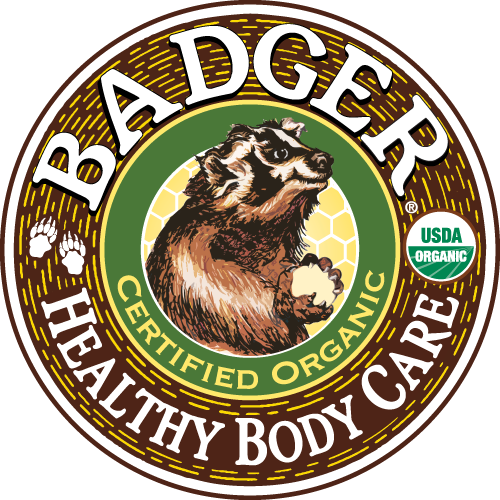 BADGER®
USDA
ORGANIC
CERTIFIED ORGANIC
HEALTHY BODY CARE